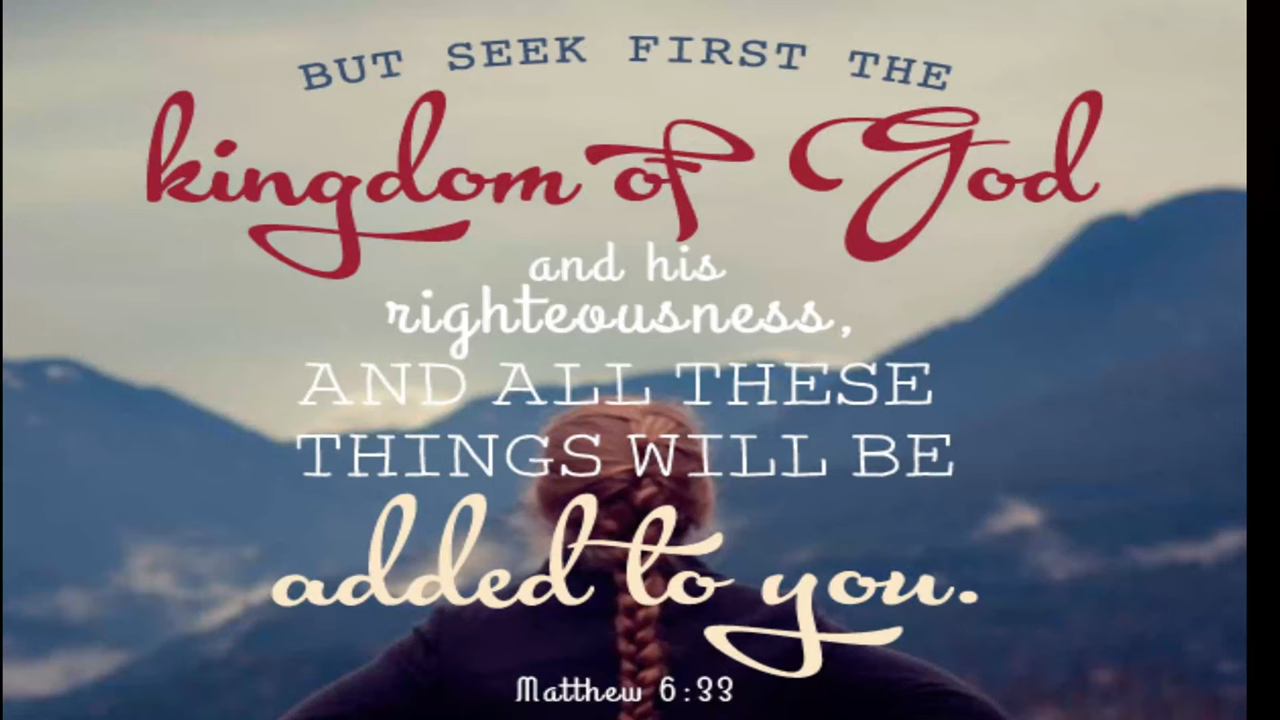 BUT SEEK FIRST THE
kingdom of God
and his
righteousness,
AND ALL THESE
THINGS WILL BE
added to you.
Matthew 6:33